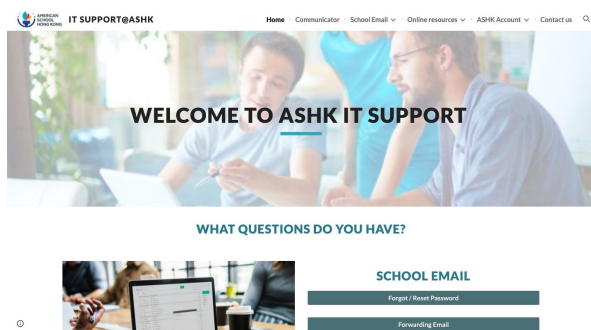 AMERICAN
SCHOOL
HONG KONG
IT SUPPORT@ASHK
Home
Communicator
School Email
Online resources
ASHK Account
Contact us
WELCOME TO ASHK IT SUPPORT
WHAT QUESTIONS DO YOU HAVE?
SCHOOL EMAIL
Forgot / Reset Password
Forwarding Email